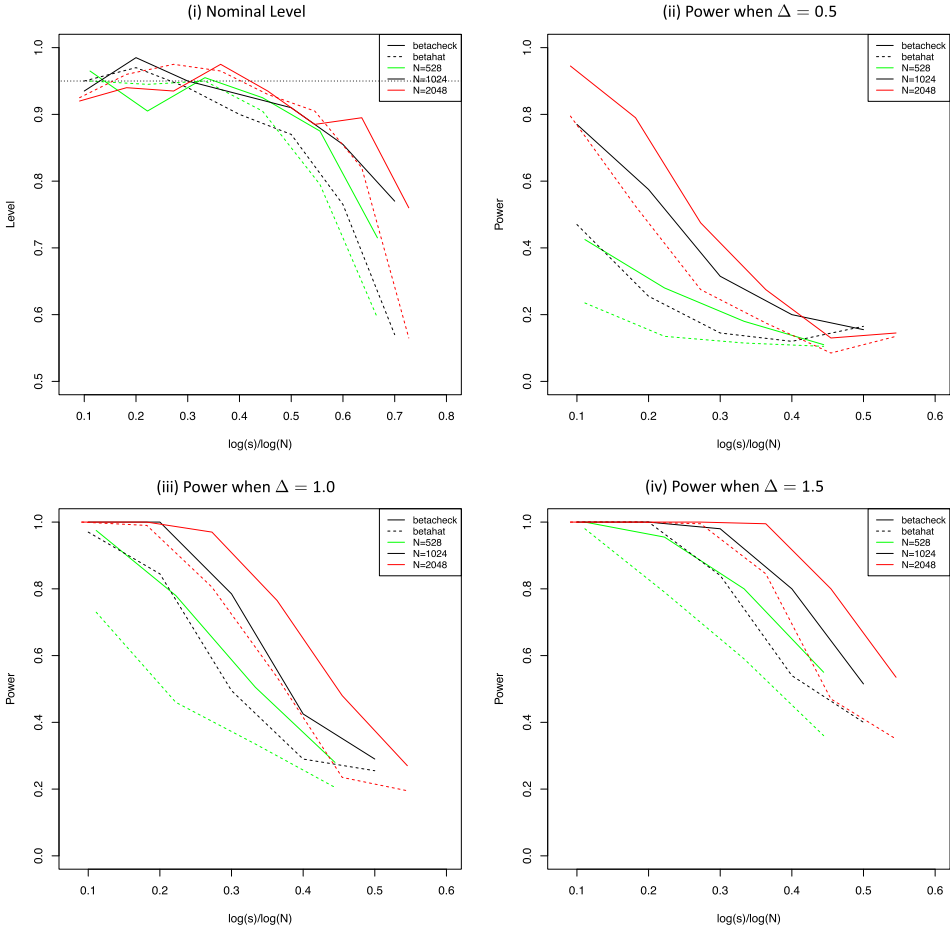 (i) Nominal Level
1.0
0.9
0.8
0.7
0.6
0.5
Level
0.1 0.2 0.3 0.4 0.5 0.6 0.7 0.8
log(s)/log(N)
betacheck
betahat
N=528
N=1024
N=2048
(ii) Power when Δ = 0.5
1.0
0.8
0.6
0.4
0.2
0.0
Power
0.1 0.2 0.3 0.4 0.5 0.6
log(s)/log(N)
betacheck
betahat
N=528
N=1024
N=2048
(iii) Power when Δ = 1.0
1.0
0.8
0.6
0.4
0.2
0.0
Power
0.1 0.2 0.3 0.4 0.5 0.6
log(s)/log(N)
betacheck
betahat
N=528
N=1024
N=2048
(iv) Power when Δ = 1.5
1.0
0.8
0.6
0.4
0.2
0.0
Power
0.1 0.2 0.3 0.4 0.5 0.6
log(s)/log(N)
betacheck
betahat
N=528
N=1024
N=2048